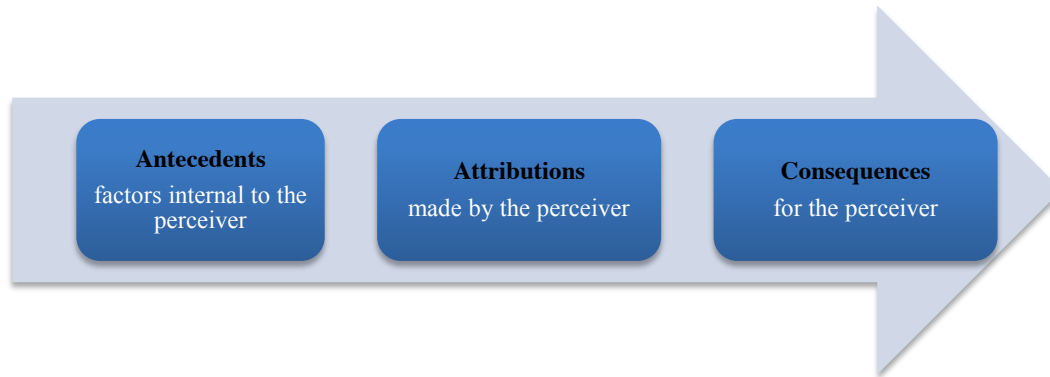 Antecedents
factors internal to the
perceiver
Attributions
made by the perceiver
Consequences
for the perceiver